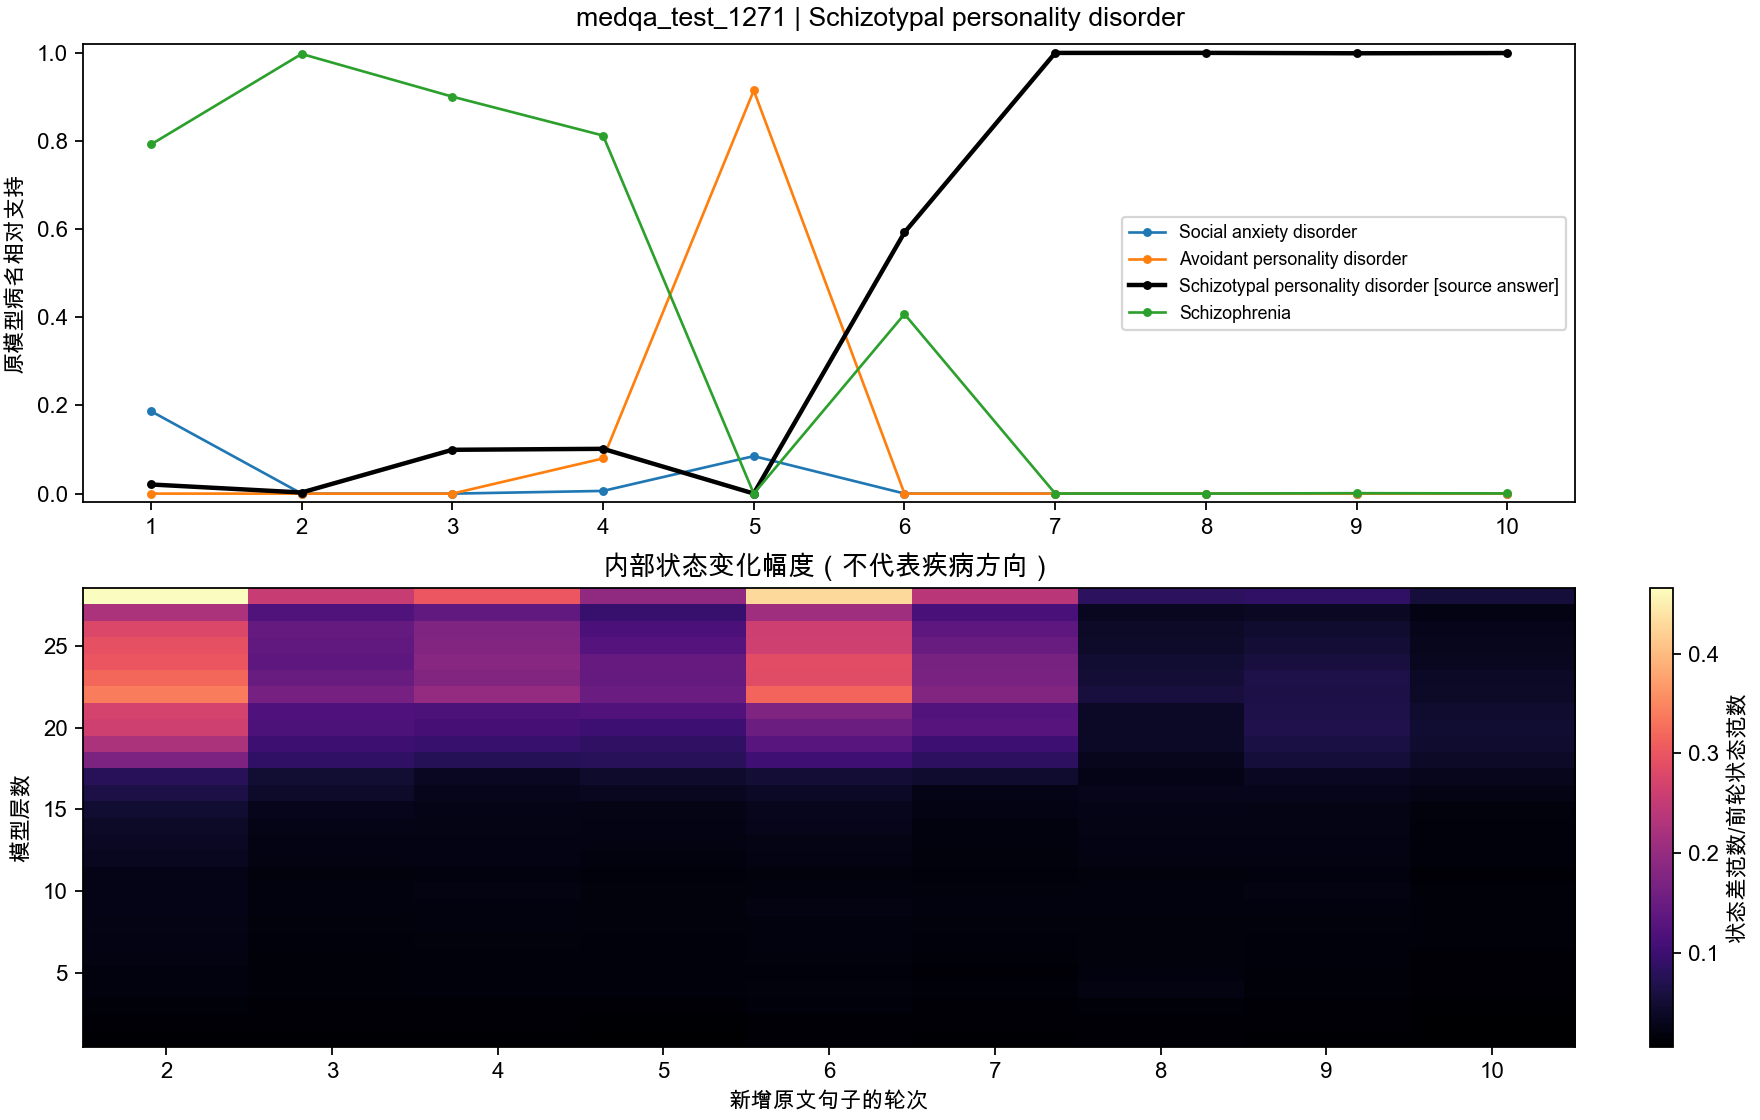 medqa_test_1271 | Schizotypal personality disorder
原模型病名相对支持
1.0
0.8
0.6
0.4
0.2
0.0
Social anxiety disorder
Avoidant personality disorder
Schizotypal personality disorder [source answer]
Schizophrenia
1 2 3 4 5 6 7 8 9 10
内部状态变化幅度（不代表疾病方向）
模型层数
25
20
15
10
5
2 3 4 5 6 7 8 9 10
新增原文句子的轮次
0.4
0.3
0.2
0.1
状态差范数/前轮状态范数